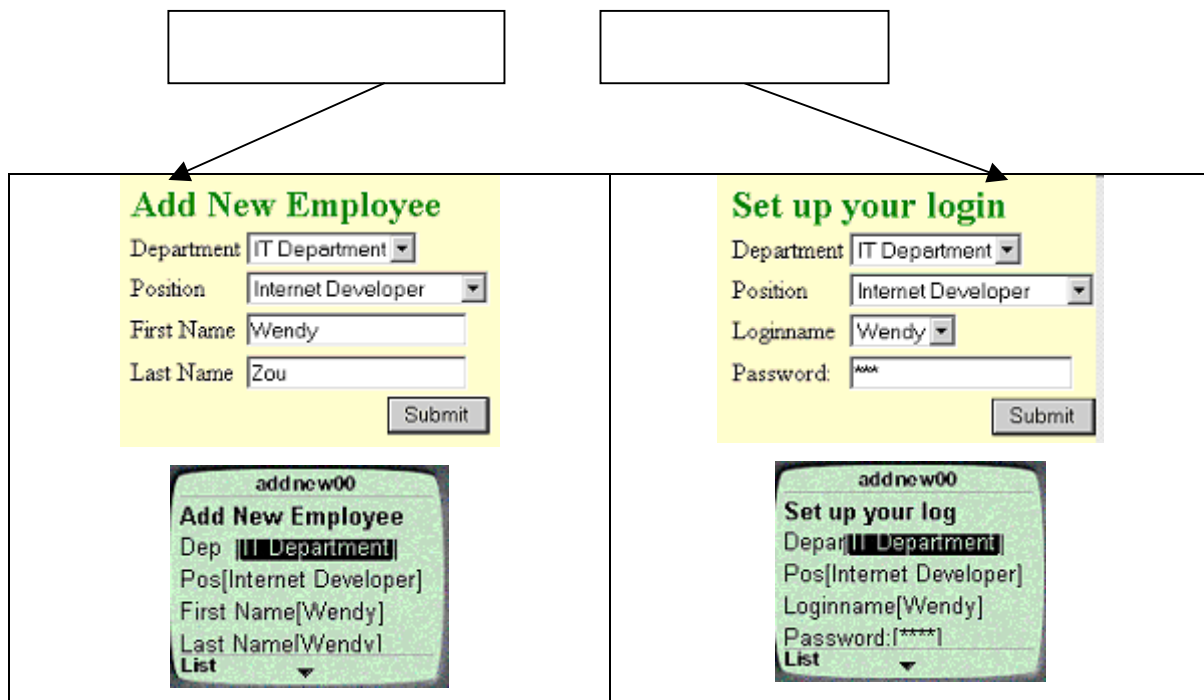 Add New Employee
Department IT Department
Position Internet Developer
First Name Wendy
Last Name Zou
Submit
addnew00
Add New Employee
Dep [IT Department]
Pos[Internet Developer]
First Name[Wendy]
Last Name[Wendy]
List
Set up your login
Department IT Department
Position Internet Developer
Loginname Wendy
Password: ***
Submit
addnew00
Set up your log
Depar[IT Department]
Pos[Internet Developer]
Loginname[Wendy]
Password:[****]
List